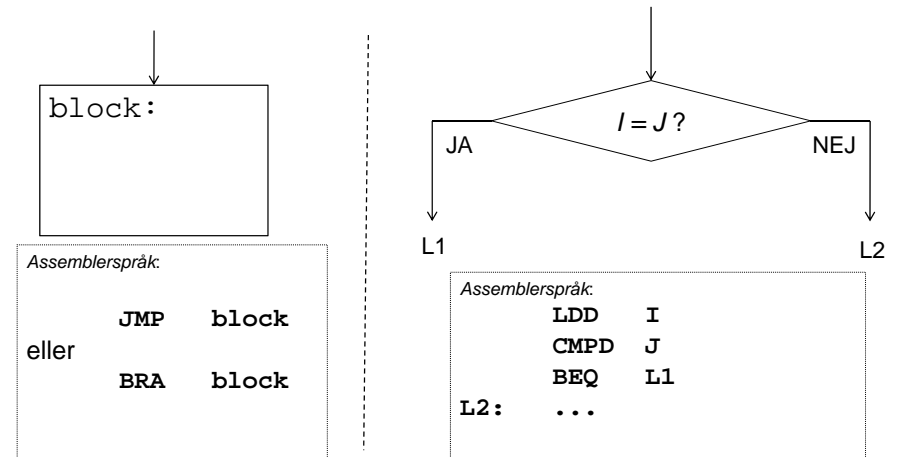 block:
Assemblerspråk:
JMP block
eller
BRA block
I = J ?
JA NEJ
L1 L2
Assemblerspråk:
LDD I
CMPD J
BEQ L1
L2: ...